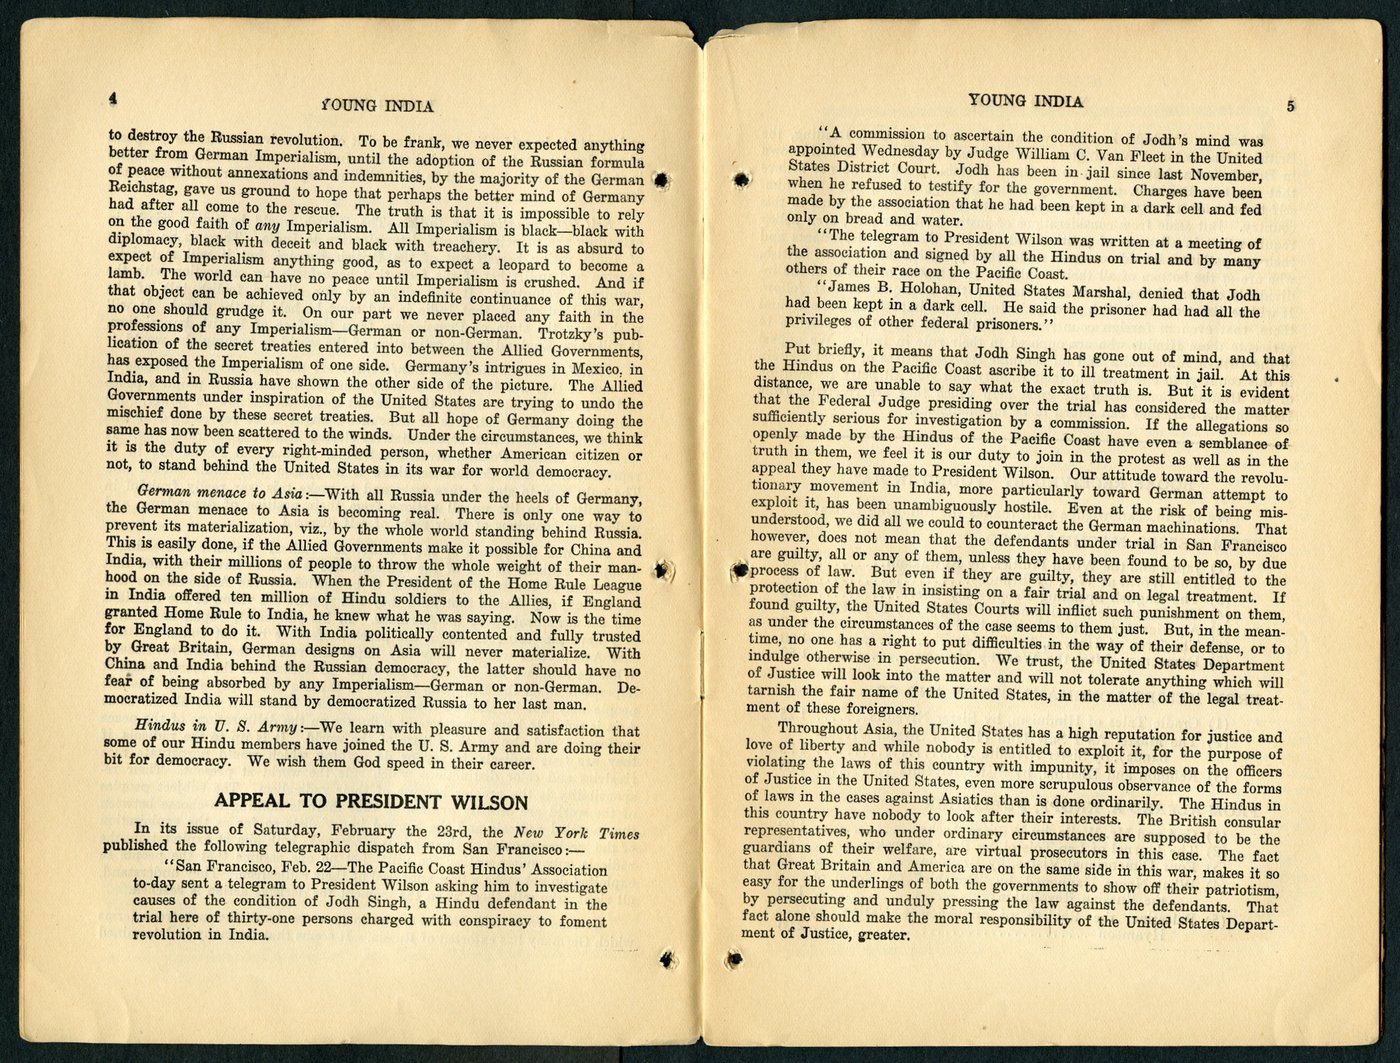 4
YOUNG INDIA
to destroy the Russian revolution. To be frank, we never expected anything
better from German Imperialism, until the adoption of the Russian formula
of peace without annexations and indemnities, by the majority of the German
Reichstag, gave us ground to hope that perhaps the better mind of Germany
had after all come to the rescue. The truth is that it is impossible to rely
on the good faith of any Imperialism. All Imperialism is black—black with
diplomacy, black with deceit and black with treachery. It is as absurd to
expect of Imperialism anything good, as to expect a leopard to become a
lamb. The world can have no peace until Imperialism is crushed. And if
that object can be achieved only by an indefinite continuance of this war,
no one should grudge it. On our part we never placed any faith in the
professions of any Imperialism—German or non-German. Trotzky's pub-
lication of the secret treaties entered into between the Allied Governments,
has exposed the Imperialism of one side. Germany's intrigues in Mexico, in
India, and in Russia have shown the other side of the picture. The Allied
Governments under inspiration of the United States are trying to undo the
mischief done by these secret treaties. But all hope of Germany doing the
same has now been scattered to the winds. Under the circumstances, we think
it is the duty of every right-minded person, whether American citizen or
not, to stand behind the United States in its war for world democracy.
German menace to Asia:—With all Russia under the heels of Germany,
the German menace to Asia is becoming real. There is only one way to
prevent its materialization, viz., by the whole world standing behind Russia.
This is easily done, if the Allied Governments make it possible for China and
India, with their millions of people to throw the whole weight of their man-
hood on the side of Russia. When the President of the Home Rule League
in India offered ten million of Hindu soldiers to the Allies, if England
granted Home Rule to India, he knew what he was saying. Now is the time
for England to do it. With India politically contented and fully trusted
by Great Britain, German designs on Asia will never materialize. With
China and India behind the Russian democracy, the latter should have no
fear of being absorbed by any Imperialism—German or non-German. De-
mocratized India will stand by democratized Russia to her last man.
Hindus in U. S. Army:—We learn with pleasure and satisfaction that
some of our Hindu members have joined the U. S. Army and are doing their
bit for democracy. We wish them God speed in their career.
APPEAL TO PRESIDENT WILSON
In its issue of Saturday, February the 23rd, the New York Times
published the following telegraphic dispatch from San Francisco:—
"San Francisco, Feb. 22—The Pacific Coast Hindus' Association
to-day sent a telegram to President Wilson asking him to investigate
causes of the condition of Jodh Singh, a Hindu defendant in the
trial here of thirty-one persons charged with conspiracy to foment
revolution in India.
YOUNG INDIA
5
"A commission to ascertain the condition of Jodh's mind was
appointed Wednesday by Judge William C. Van Fleet in the United
States District Court. Jodh has been in jail since last November,
when he refused to testify for the government. Charges have been
made by the association that he had been kept in a dark cell and fed
only on bread and water.
"The telegram to President Wilson was written at a meeting of
the association and signed by all the Hindus on trial and by many
others of their race on the Pacific Coast.
"James B. Holohan, United States Marshal, denied that Jodh
had been kept in a dark cell. He said the prisoner had had all the
privileges of other federal prisoners."
Put briefly, it means that Jodh Singh has gone out of mind, and that
the Hindus on the Pacific Coast ascribe it to ill treatment in jail. At this
distance, we are unable to say what the exact truth is. But it is evident
that the Federal Judge presiding over the trial has considered the matter
sufficiently serious for investigation by a commission. If the allegations so
openly made by the Hindus of the Pacific Coast have even a semblance of
truth in them, we feel it is our duty to join in the protest as well as in the
appeal they have made to President Wilson. Our attitude toward the revolu-
tionary movement in India, more particularly toward German attempt to
exploit it, has been unambiguously hostile. Even at the risk of being mis-
understood, we did all we could to counteract the German machinations. That
however, does not mean that the defendants under trial in San Francisco
are guilty, all or any of them, unless they have been found to be so, by due
process of law. But even if they are guilty, they are still entitled to the
protection of the law in insisting on a fair trial and on legal treatment. If
found guilty, the United States Courts will inflict such punishment on them,
as under the circumstances of the case seems to them just. But, in the mean-
time, no one has a right to put difficulties in the way of their defense, or to
indulge otherwise in persecution. We trust, the United States Department
of Justice will look into the matter and will not tolerate anything which will
tarnish the fair name of the United States, in the matter of the legal treat-
ment of these foreigners.
Throughout Asia, the United States has a high reputation for justice and
love of liberty and while nobody is entitled to exploit it, for the purpose of
violating the laws of this country with impunity, it imposes on the officers
of Justice in the United States, even more scrupulous observance of the forms
of laws in the cases against Asiatics than is done ordinarily. The Hindus in
this country have nobody to look after their interests. The British consular
representatives, who under ordinary circumstances are supposed to be the
guardians of their welfare, are virtual prosecutors in this case. The fact
that Great Britain and America are on the same side in this war, makes it so
easy for the underlings of both the governments to show off their patriotism,
by persecuting and unduly pressing the law against the defendants. That
fact alone should make the moral responsibility of the United States Depart-
ment of Justice, greater.